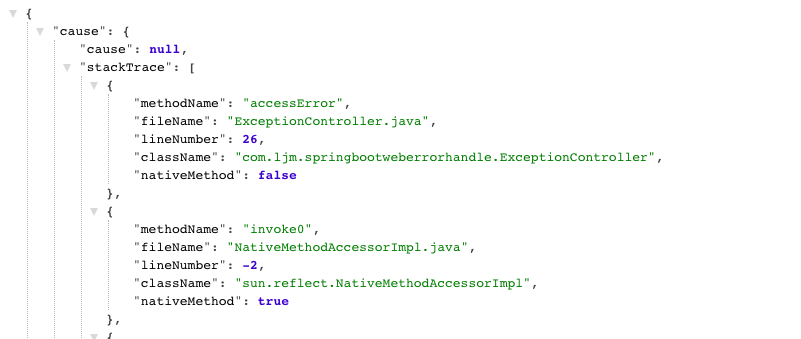 {
"cause": {
"cause": null,
"stackTrace": [
{
"methodName": "accessError",
"fileName": "ExceptionController.java",
"lineNumber": 26,
"className": "com.ljm.springbootweberrorhandle.ExceptionController",
"nativeMethod": false
},
{
"methodName": "invoke0",
"fileName": "NativeMethodAccessorImpl.java",
"lineNumber": -2,
"className": "sun.reflect.NativeMethodAccessorImpl",
"nativeMethod": true
},
{